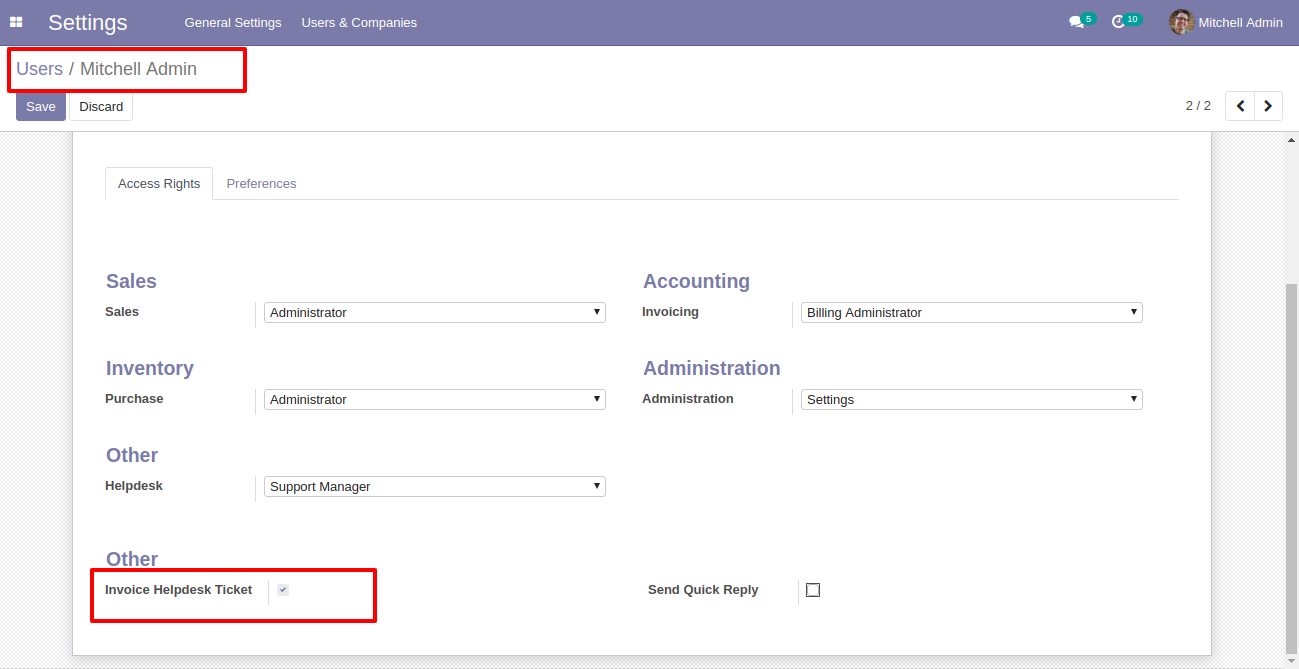 Settings General Settings Users & Companies 5 10 Mitchell Admin
Users / Mitchell Admin
Save Discard 2 / 2
Access Rights Preferences
Sales Accounting
Sales Administrator Invoicing Billing Administrator
Inventory Administration
Purchase Administrator Administration Settings
Other
Helpdesk Support Manager
Other
Invoice Helpdesk Ticket Send Quick Reply